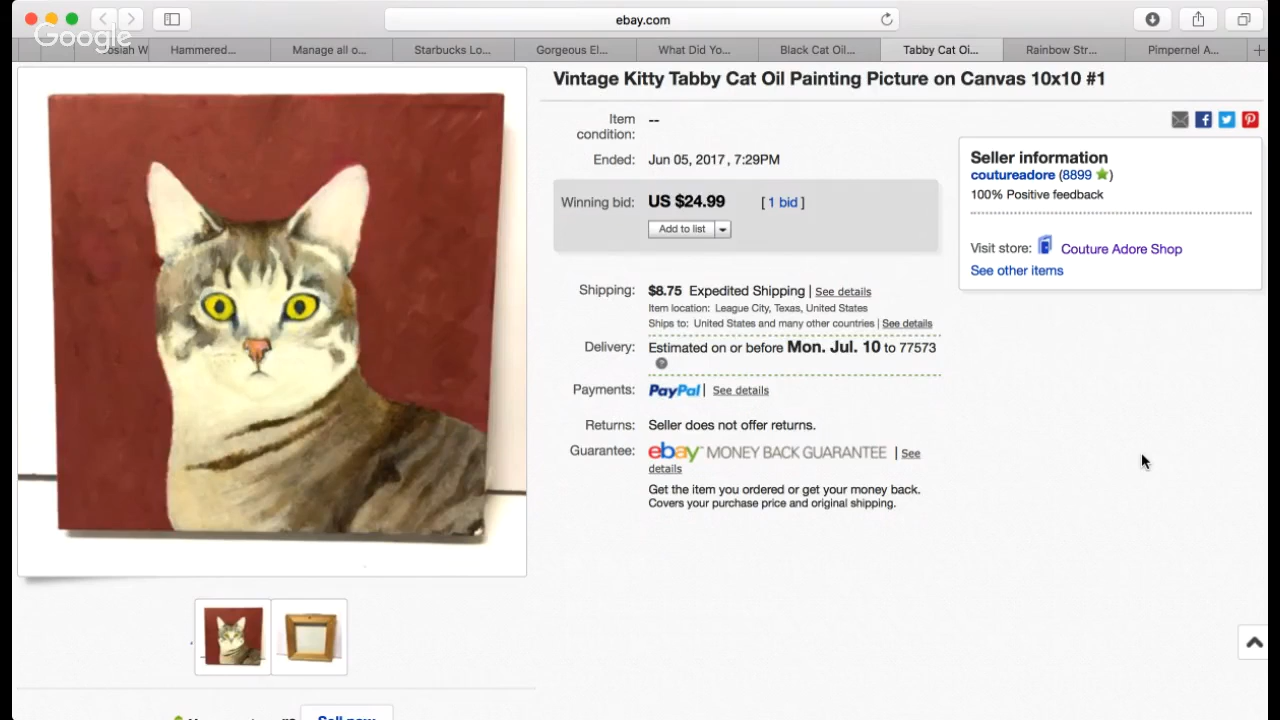 ebay.com
Google
osiah W
Hammered...
Manage all o...
Starbucks Lo...
Gorgeous El...
What Did Yo...
Black Cat Oil...
Tabby Cat Oi...
Rainbow Str...
Pimpernel A...
Vintage Kitty Tabby Cat Oil Painting Picture on Canvas 10x10 #1
Item condition: --
Ended: Jun 05, 2017 , 7:29PM
Winning bid: US $24.99 [ 1 bid ]
Add to list
Shipping: $8.75 Expedited Shipping | See details
Item location: League City, Texas, United States
Ships to: United States and many other countries | See details
Delivery: Estimated on or before Mon. Jul. 10 to 77573
Payments: PayPal | See details
Returns: Seller does not offer returns.
Guarantee: ebay MONEY BACK GUARANTEE | See
details
Get the item you ordered or get your money back.
Covers your purchase price and original shipping.
Seller information
coutureadore (8899 )
100% Positive feedback
Visit store: Couture Adore Shop
See other items
Sell now